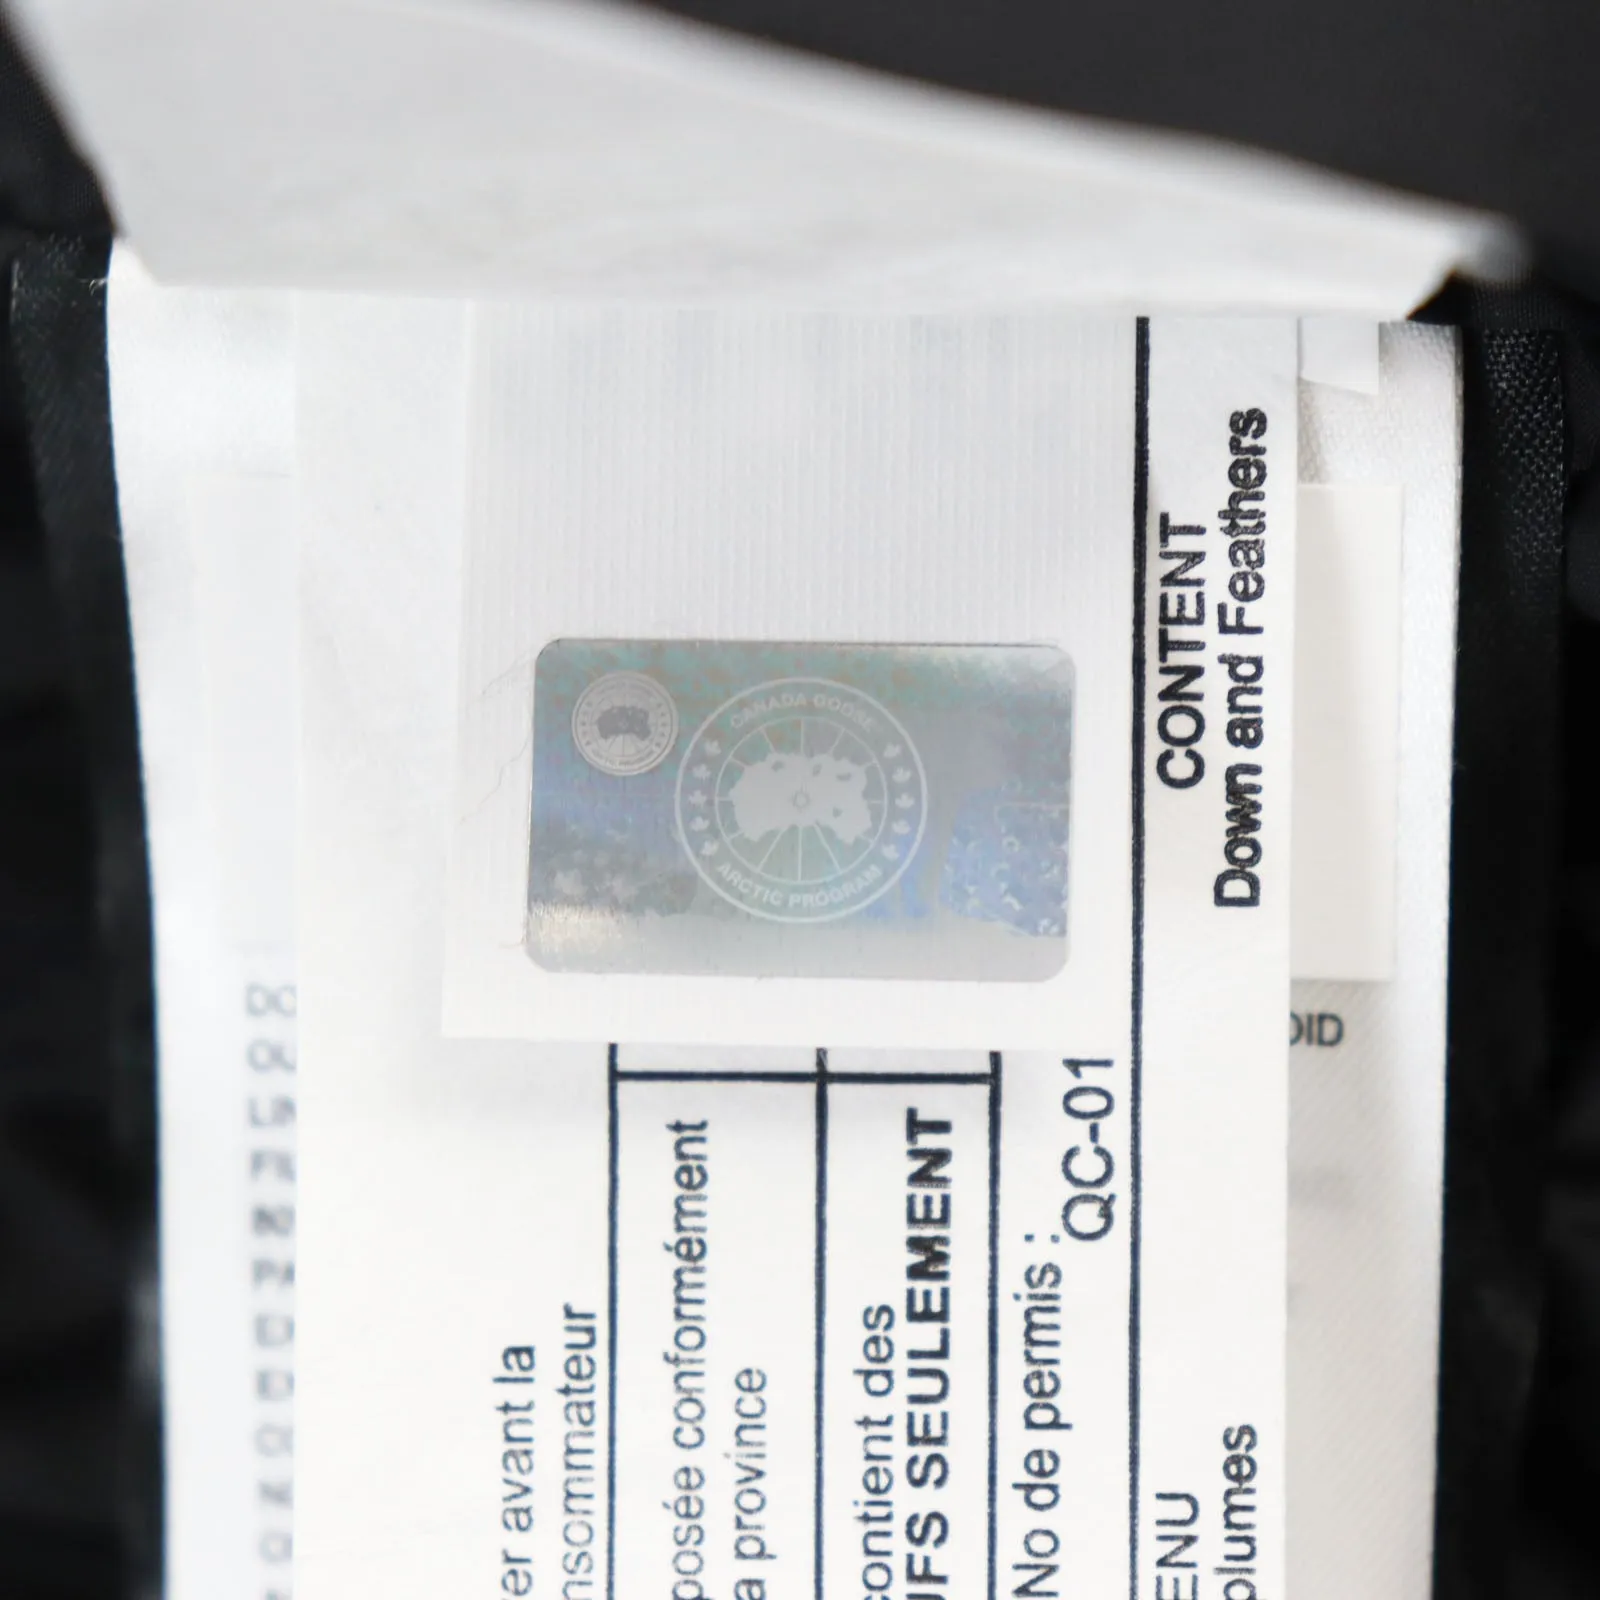 CANADA GOOSE
ARCTIC PROGRAM
er avant la
nsommateur
posée conformément
a province
contient des
UFS SEULEMENT
No de permis :
QC-01
CONTENT
Down and Feathers
ENU
plumes
OID